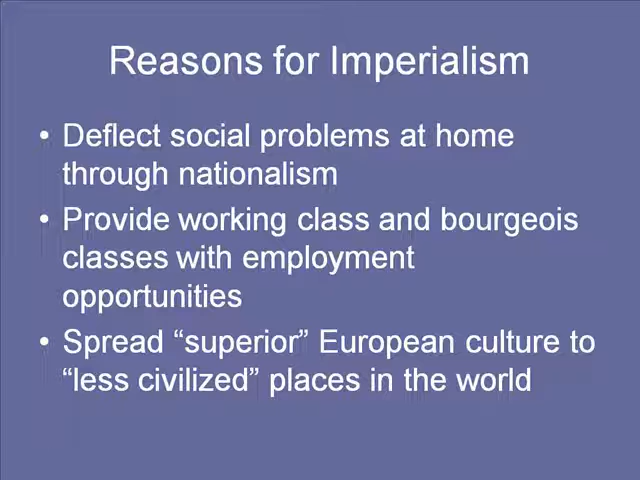 Reasons for Imperialism
• Deflect social problems at home
through nationalism
• Provide working class and bourgeois
classes with employment
opportunities
• Spread “superior” European culture to
“less civilized” places in the world